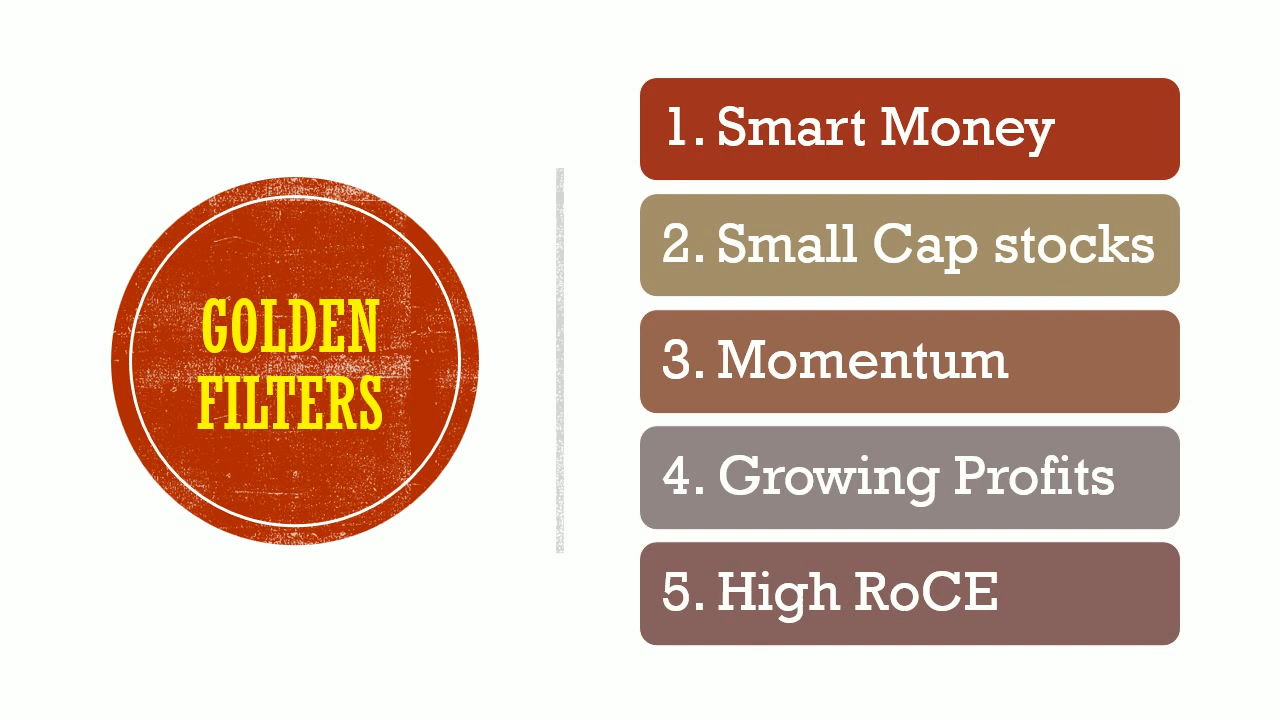 GOLDEN
FILTERS
1. Smart Money
2. Small Cap stocks
3. Momentum
4. Growing Profits
5. High RoCE